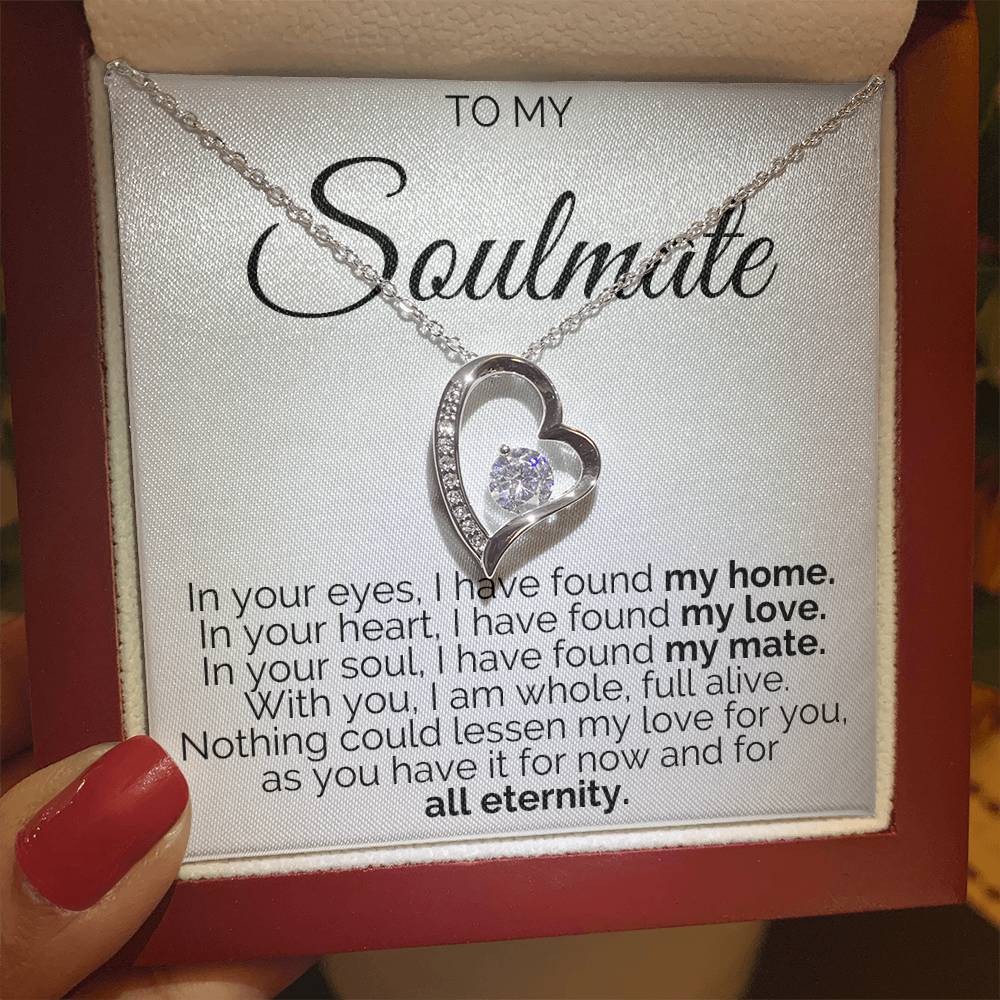 TO MY
Soulmate
In your eyes, I have found my home.
In your heart, I have found my love.
In your soul, I have found my mate.
With you, I am whole, full alive.
Nothing could lessen my love for you,
as you have it for now and for
all eternity.